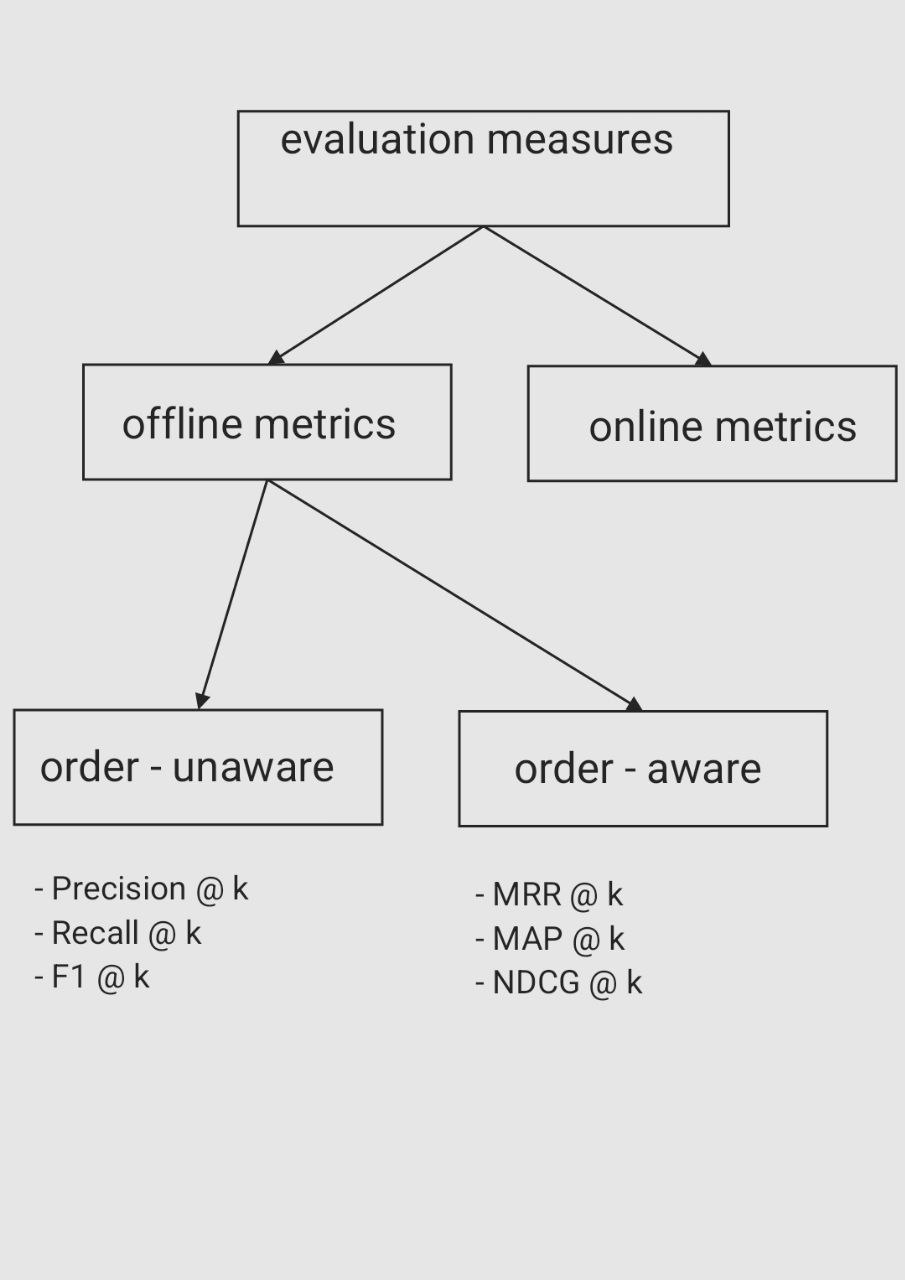 evaluation measures
offline metrics
online metrics
order - unaware
order - aware
- Precision @ k
- Recall @ k
- F1 @ k
- MRR @ k
- MAP @ k
- NDCG @ k